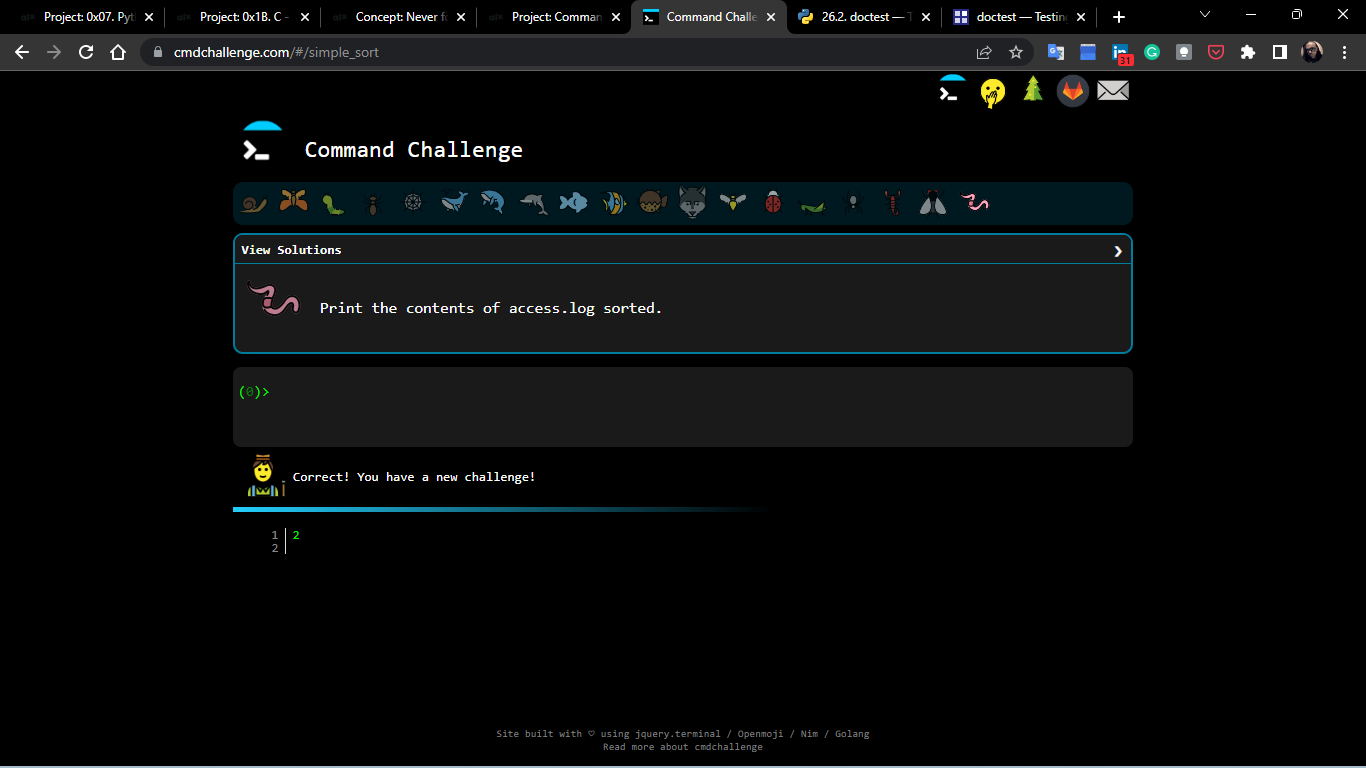 Project: 0x07. Pyt
Project: 0x1B. C -
Concept: Never fo
Project: Comman
Command Challe
26.2. doctest — T
doctest — Testing
cmdchallenge.com/#/simple_sort
31
Command Challenge
View Solutions
Print the contents of access.log sorted.
(0)>
Correct! You have a new challenge!
1 2
2
Site built with ♡ using jquery.terminal / Openmoji / Nim / Golang
Read more about cmdchallenge